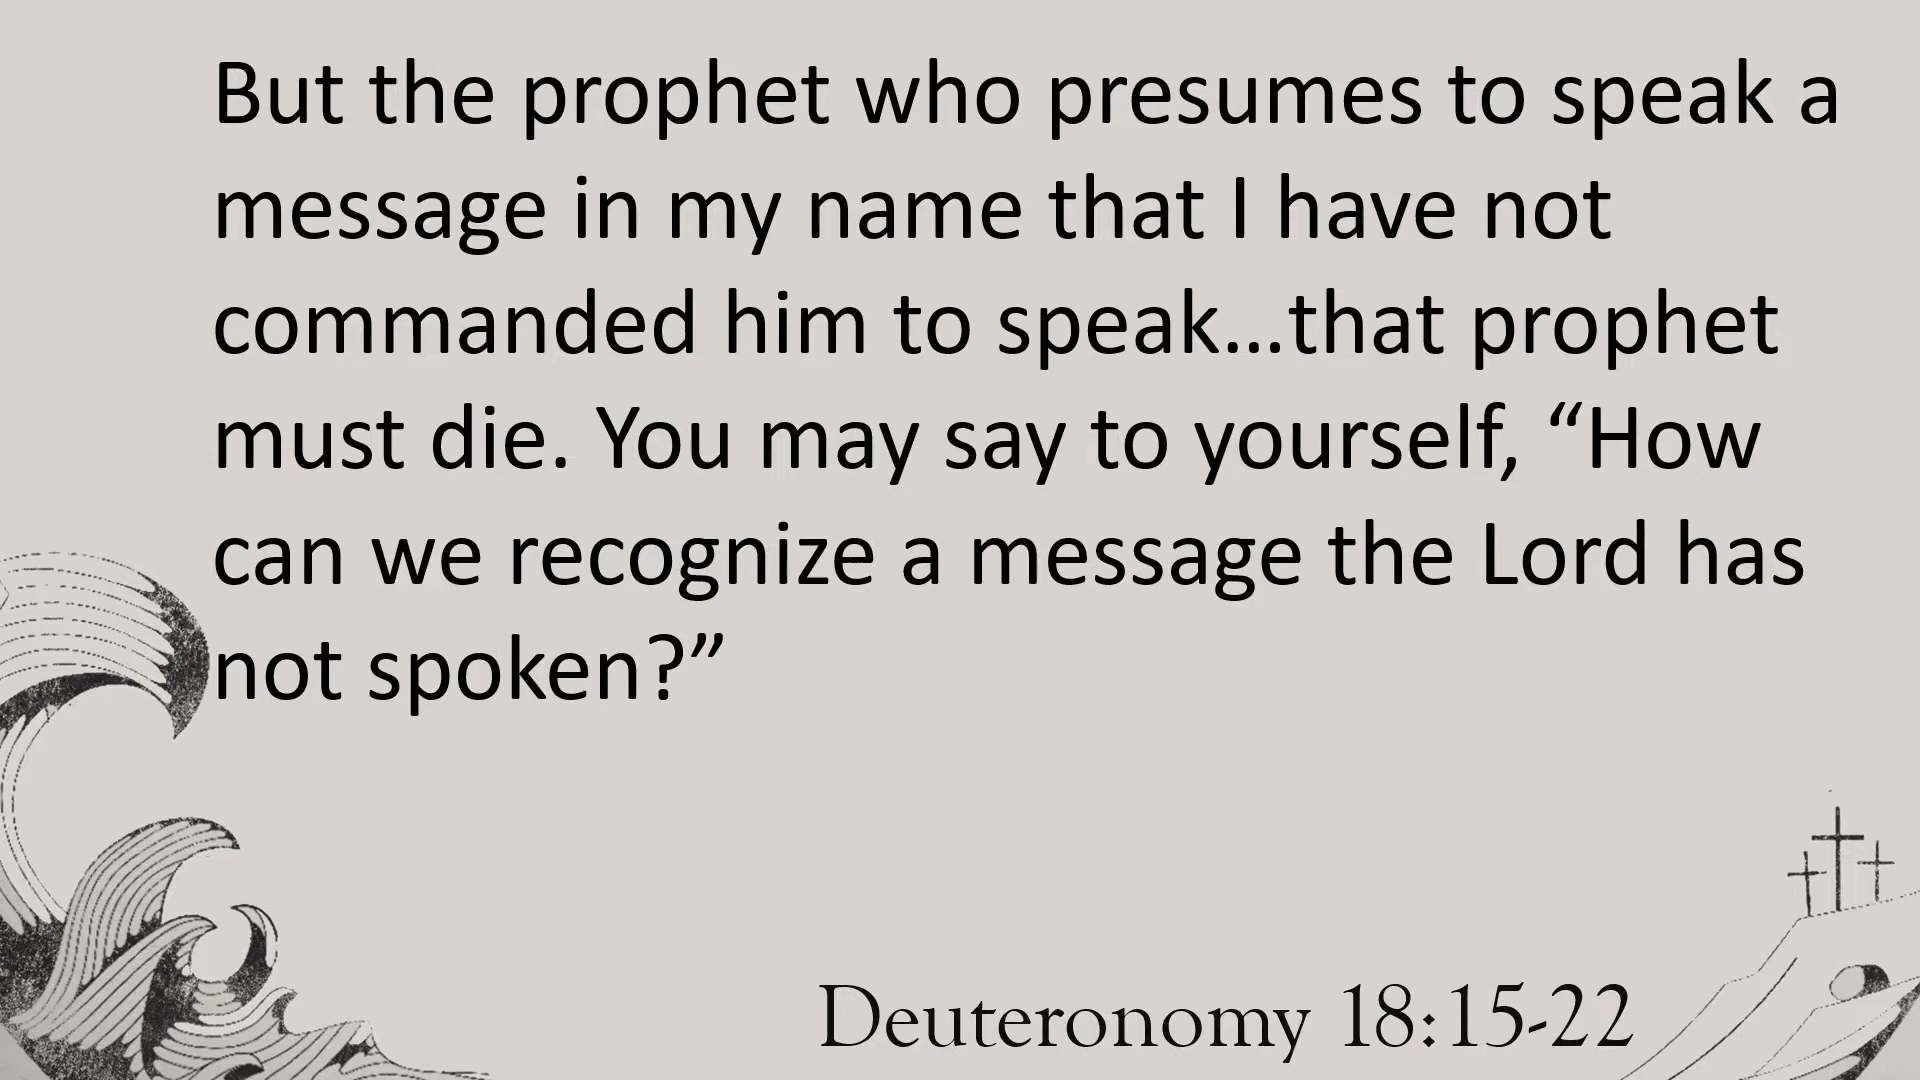 But the prophet who presumes to speak a
message in my name that I have not
commanded him to speak...that prophet
must die. You may say to yourself, “How
can we recognize a message the Lord has
not spoken?”
Deuteronomy 18:15-22